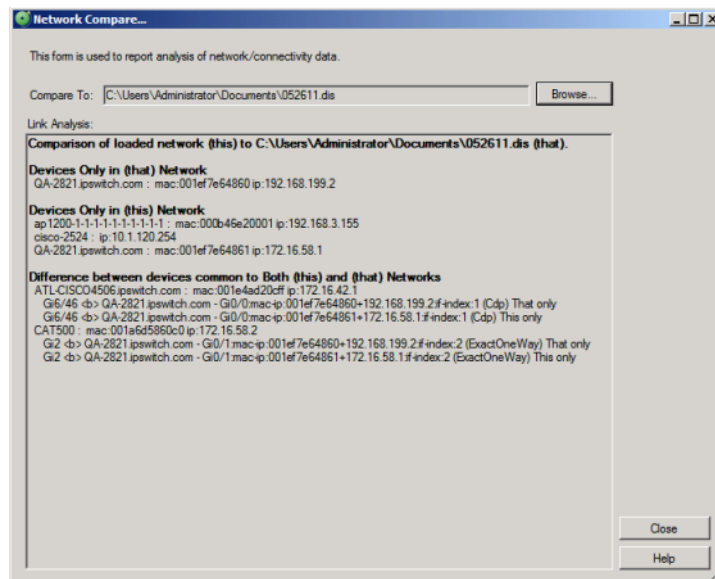 Network Compare...
This form is used to report analysis of network/connectivity data.
Compare To: C:\Users\Administrator\Documents\052611.dis Browse...
Link Analysis:
Comparison of loaded network (this) to C:\Users\Administrator\Documents\052611.dis (that).
Devices Only in (that) Network
QA-2821.ipswitch.com : mac:001ef7e64860 ip:192.168.199.2
Devices Only in (this) Network
ap1200-1-1-1-1-1-1-1-1-1 : mac:000b46e20001 ip:192.168.3.155
cisco-2524 : ip:10.1.120.254
QA-2821.ipswitch.com : mac:001ef7e64861 ip:172.16.58.1
Difference between devices common to Both (this) and (that) Networks
ATL-CISCO4506.ipswitch.com : mac:001e4ad20cff ip:172.16.42.1
Gi6/46 <b> QA-2821.ipswitch.com - Gi0/0:mac-ip:001ef7e64860+192.168.199.2:if-index:1 (Cdp) That only
Gi6/46 <b> QA-2821.ipswitch.com - Gi0/0:mac-ip:001ef7e64861+172.16.58.1:if-index:1 (Cdp) This only
CAT500 : mac:001a6d5860c0 ip:172.16.58.2
Gi2 <b> QA-2821.ipswitch.com - Gi0/1:mac-ip:001ef7e64860+192.168.199.2:if-index:2 (ExactOneWay) That only
Gi2 <b> QA-2821.ipswitch.com - Gi0/1:mac-ip:001ef7e64861+172.16.58.1:if-index:2 (ExactOneWay) This only
Close
Help